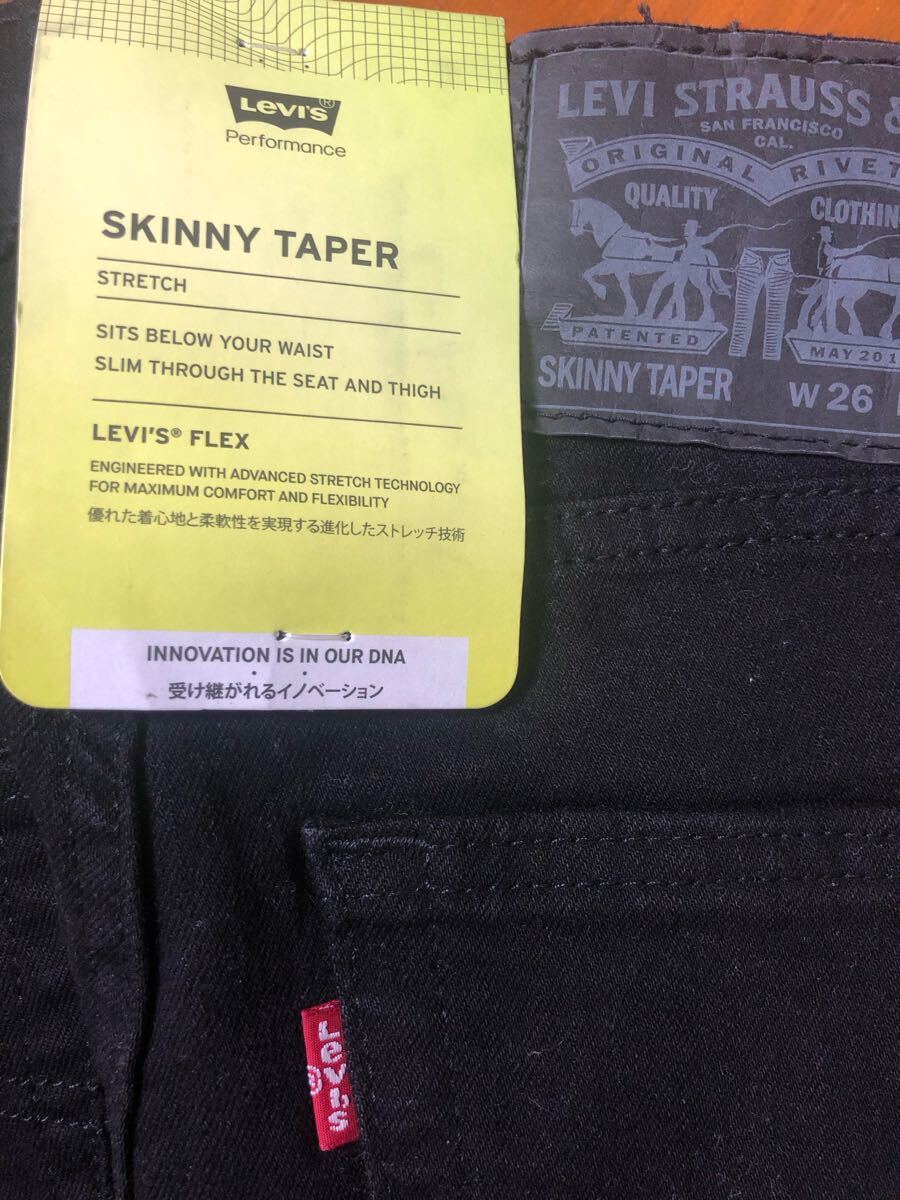 LEVI'S®
Performance
SKINNY TAPER
STRETCH
SITS BELOW YOUR WAIST
SLIM THROUGH THE SEAT AND THIGH
LEVI'S® FLEX
ENGINEERED WITH ADVANCED STRETCH TECHNOLOGY
FOR MAXIMUM COMFORT AND FLEXIBILITY
優れた着心地と柔軟性を実現する進化したストレッチ技術
INNOVATION IS IN OUR DNA
受け継がれるイノベーション
LEVI STRAUSS &
SAN FRANCISCO
CAL.
ORIGINAL RIVET
QUALITY CLOTHIN
PATENTED MAY 201
SKINNY TAPER W 26
LeVI'S®